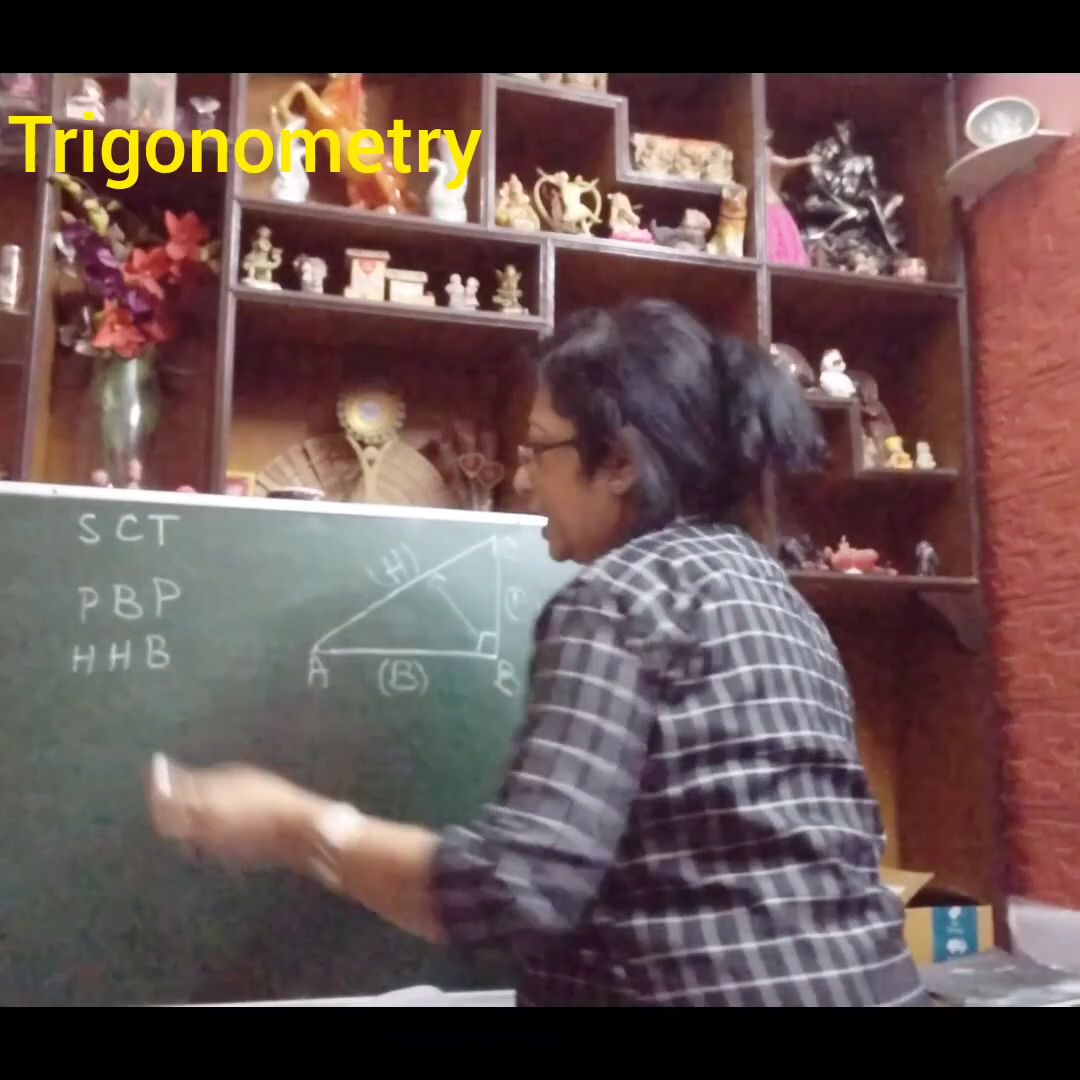 Trigonometry
S C T
P B P
H H B
(H)
A
(B)
B